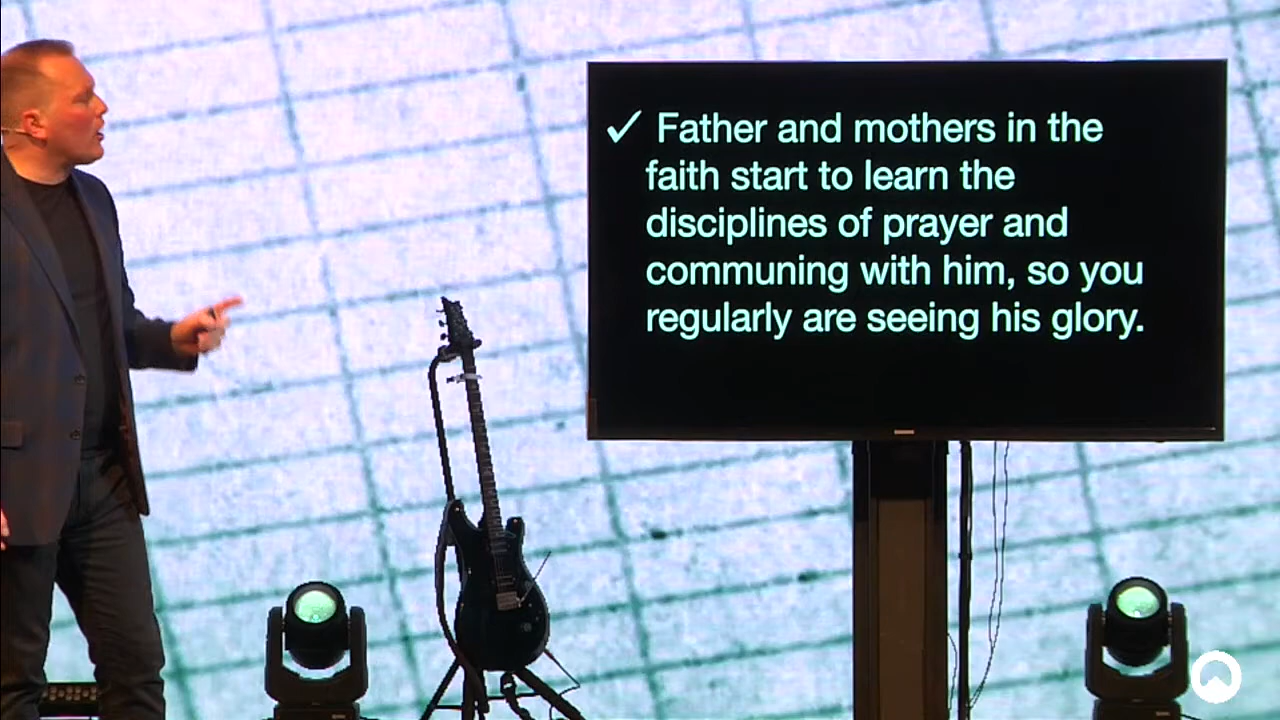 ✓ Father and mothers in the
faith start to learn the
disciplines of prayer and
communing with him, so you
regularly are seeing his glory.